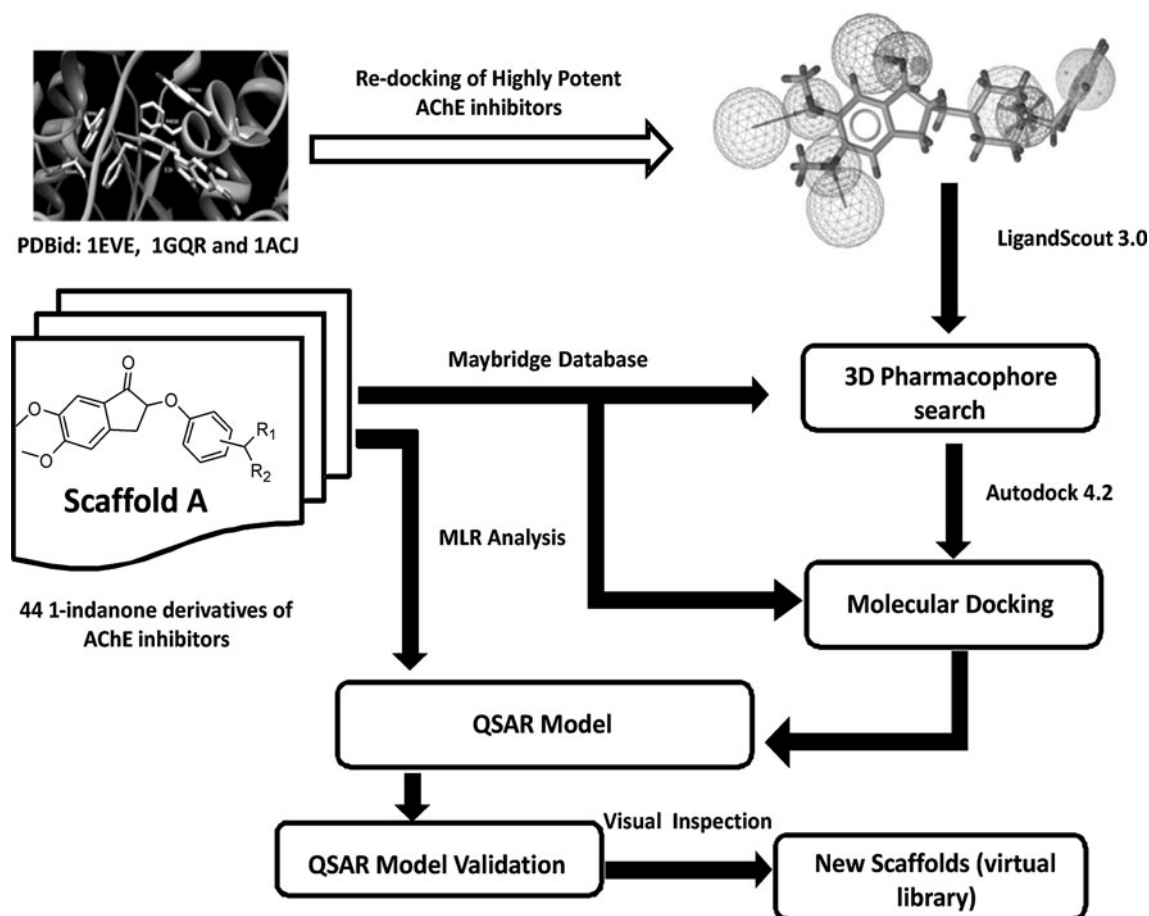 Re-docking of Highly Potent
AChE inhibitors
PDBid: 1EVE, 1GQR and 1ACJ
LigandScout 3.0
Maybridge Database
3D Pharmacophore
search
O
O
O
O
R1
R2
Scaffold A
Autodock 4.2
MLR Analysis
Molecular Docking
44 1-indanone derivatives of
AChE inhibitors
QSAR Model
Visual Inspection
QSAR Model Validation
New Scaffolds (virtual
library)